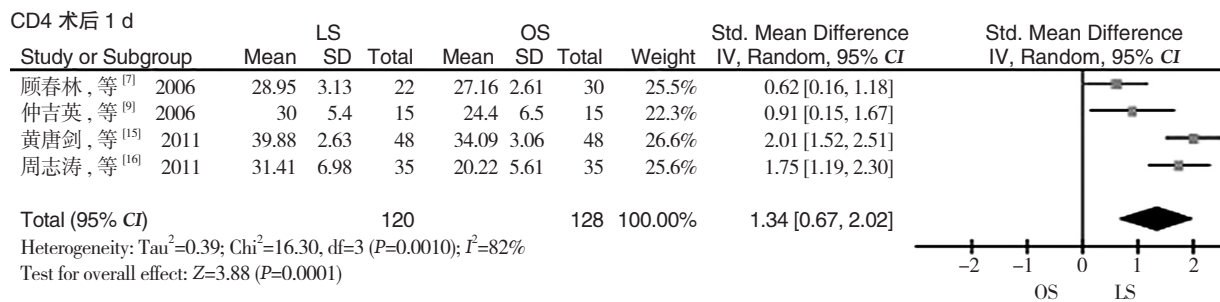 CD4 术后 1 d
LS OS Std. Mean Difference Std. Mean Difference
Study or Subgroup Mean SD Total Mean SD Total Weight IV, Random, 95% CI IV, Random, 95% CI
顾春林 , 等 [7] 2006 28.95 3.13 22 27.16 2.61 30 25.5% 0.62 [0.16, 1.18]
仲吉英 , 等 [9] 2006 30 5.4 15 24.4 6.5 15 22.3% 0.91 [0.15, 1.67]
黄唐剑 , 等 [15] 2011 39.88 2.63 48 34.09 3.06 48 26.6% 2.01 [1.52, 2.51]
周志涛 , 等 [16] 2011 31.41 6.98 35 20.22 5.61 35 25.6% 1.75 [1.19, 2.30]
Total (95% CI) 120 128 100.00% 1.34 [0.67, 2.02]
Heterogeneity: Tau²=0.39; Chi²=16.30, df=3 (P=0.0010); I²=82%
Test for overall effect: Z=3.88 (P=0.0001)
−2 −1 0 1 2
OS LS